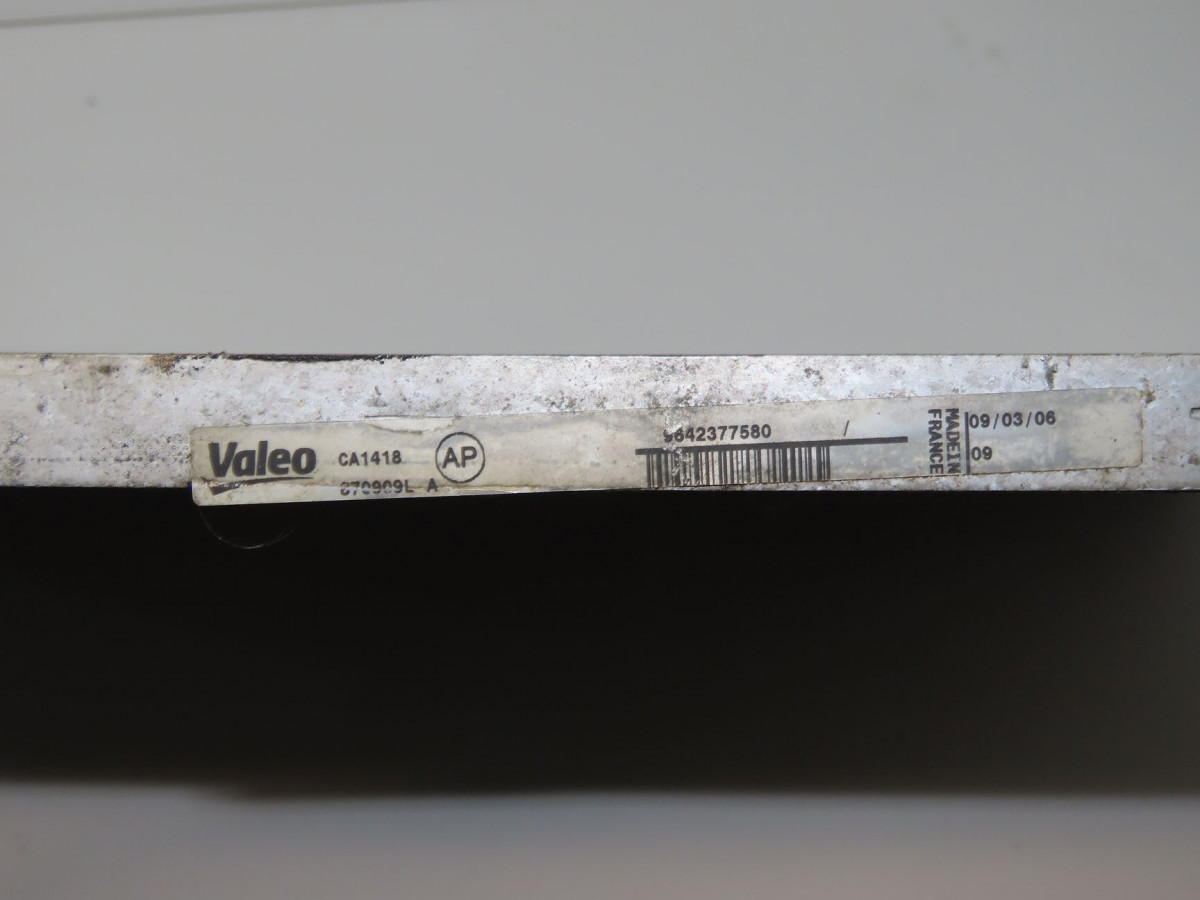 Valeo
CA1418
AP
870909L A
9642377580 /
MADE IN
FRANCE
09/03/06
09